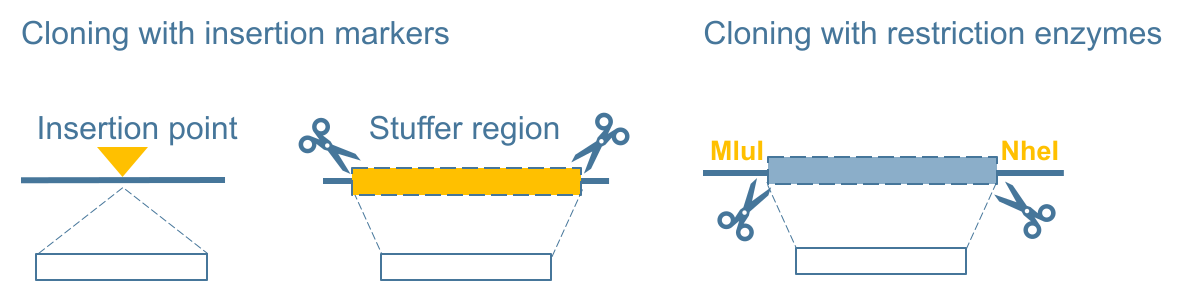 Cloning with insertion markers
Cloning with restriction enzymes
Insertion point
Stuffer region
MluI
NheI